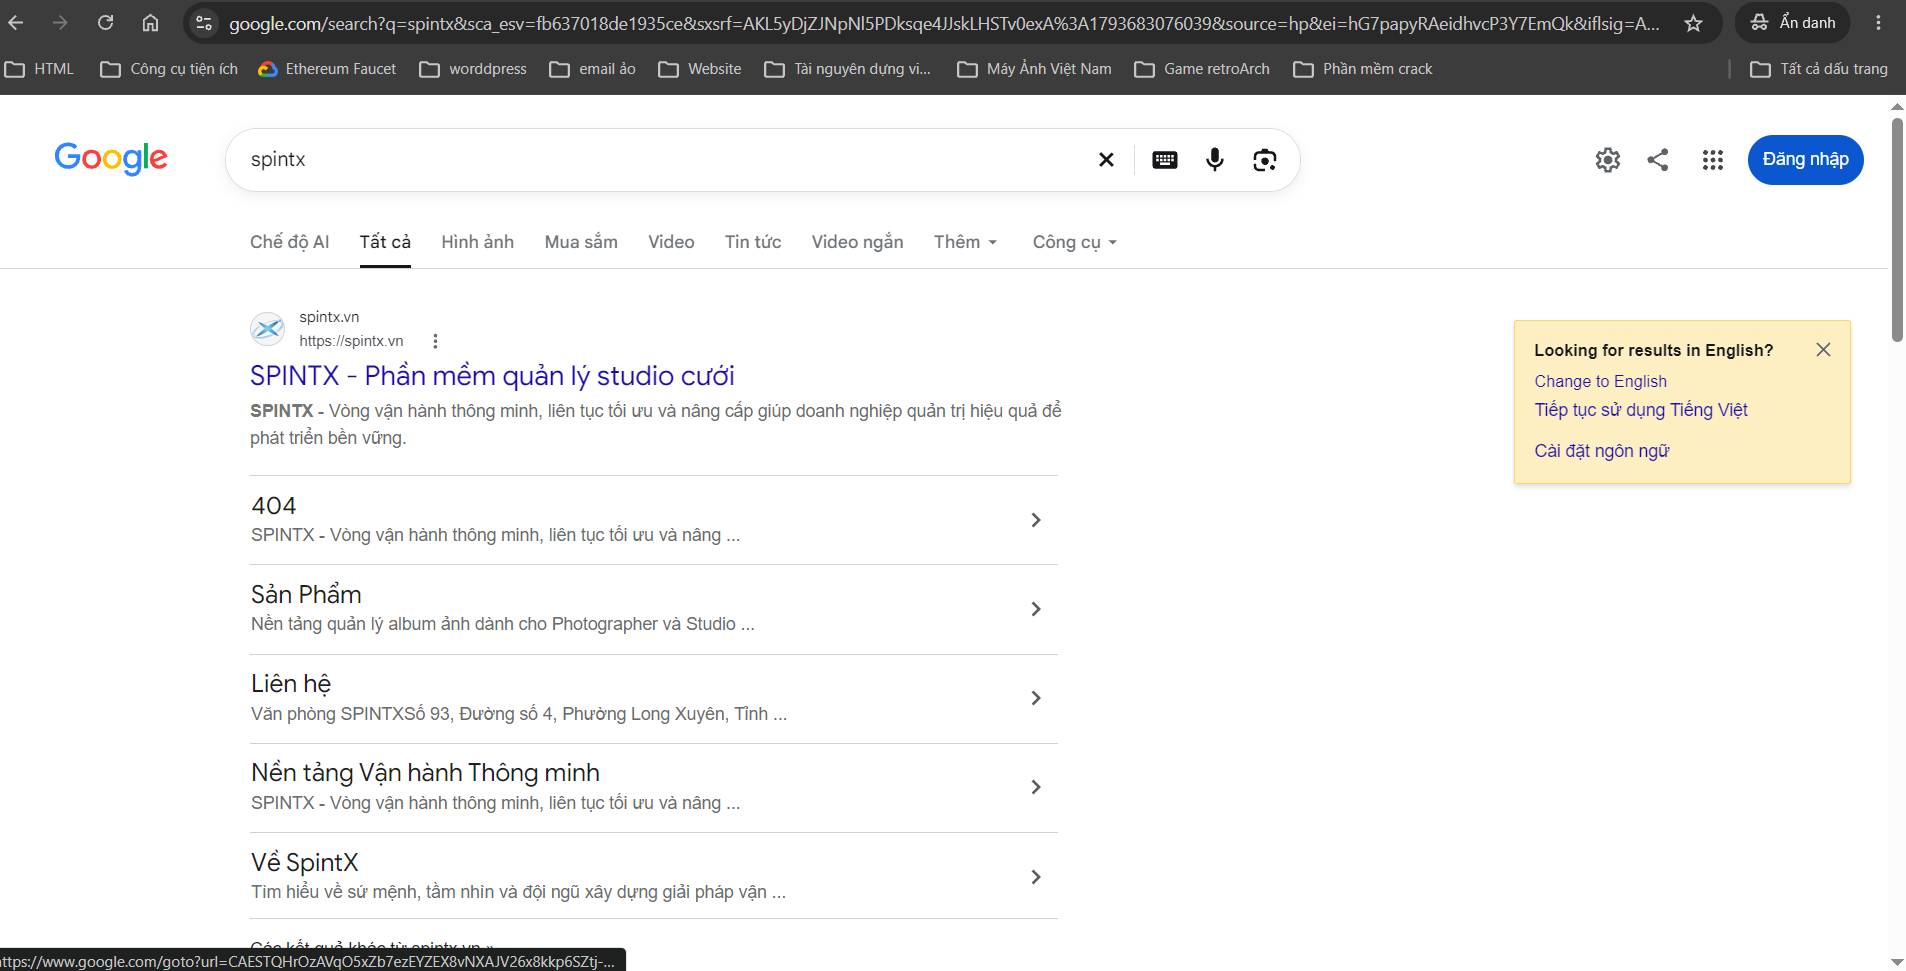 google.com/search?q=spintx&sca_esv=fb637018de1935ce&sxsrf=AKL5yDjZJNpNl5PDksqe4JJskLHSTv0exA%3A1793683076039&source=hp&ei=hG7papyRAeidhvcP3Y7EmQk&iflsig=A...
Ẩn danh
HTML
Công cụ tiện ích
Ethereum Faucet
worddpress
email ảo
Website
Tài nguyên dựng vi...
Máy Ảnh Việt Nam
Game retroArch
Phần mềm crack
Tất cả dấu trang
Google
spintx
Đăng nhập
Chế độ AI
Tất cả
Hình ảnh
Mua sắm
Video
Tin tức
Video ngắn
Thêm
Công cụ
spintx.vn
https://spintx.vn
SPINTX - Phần mềm quản lý studio cưới
SPINTX - Vòng vận hành thông minh, liên tục tối ưu và nâng cấp giúp doanh nghiệp quản trị hiệu quả để
phát triển bền vững.
Looking for results in English?
Change to English
Tiếp tục sử dụng Tiếng Việt
Cài đặt ngôn ngữ
404
SPINTX - Vòng vận hành thông minh, liên tục tối ưu và nâng ...
Sản Phẩm
Nền tảng quản lý album ảnh dành cho Photographer và Studio ...
Liên hệ
Văn phòng SPINTXSố 93, Đường số 4, Phường Long Xuyên, Tỉnh ...
Nền tảng Vận hành Thông minh
SPINTX - Vòng vận hành thông minh, liên tục tối ưu và nâng ...
Về SpintX
Tìm hiểu về sứ mệnh, tầm nhìn và đội ngũ xây dựng giải pháp vận ...
Các kết quả khác từ spintx.vn »
https://www.google.com/goto?url=CAESTQHrOzAVqO5xZb7ezEYZEX8vNXAJV26x8kkp6SZtj-...